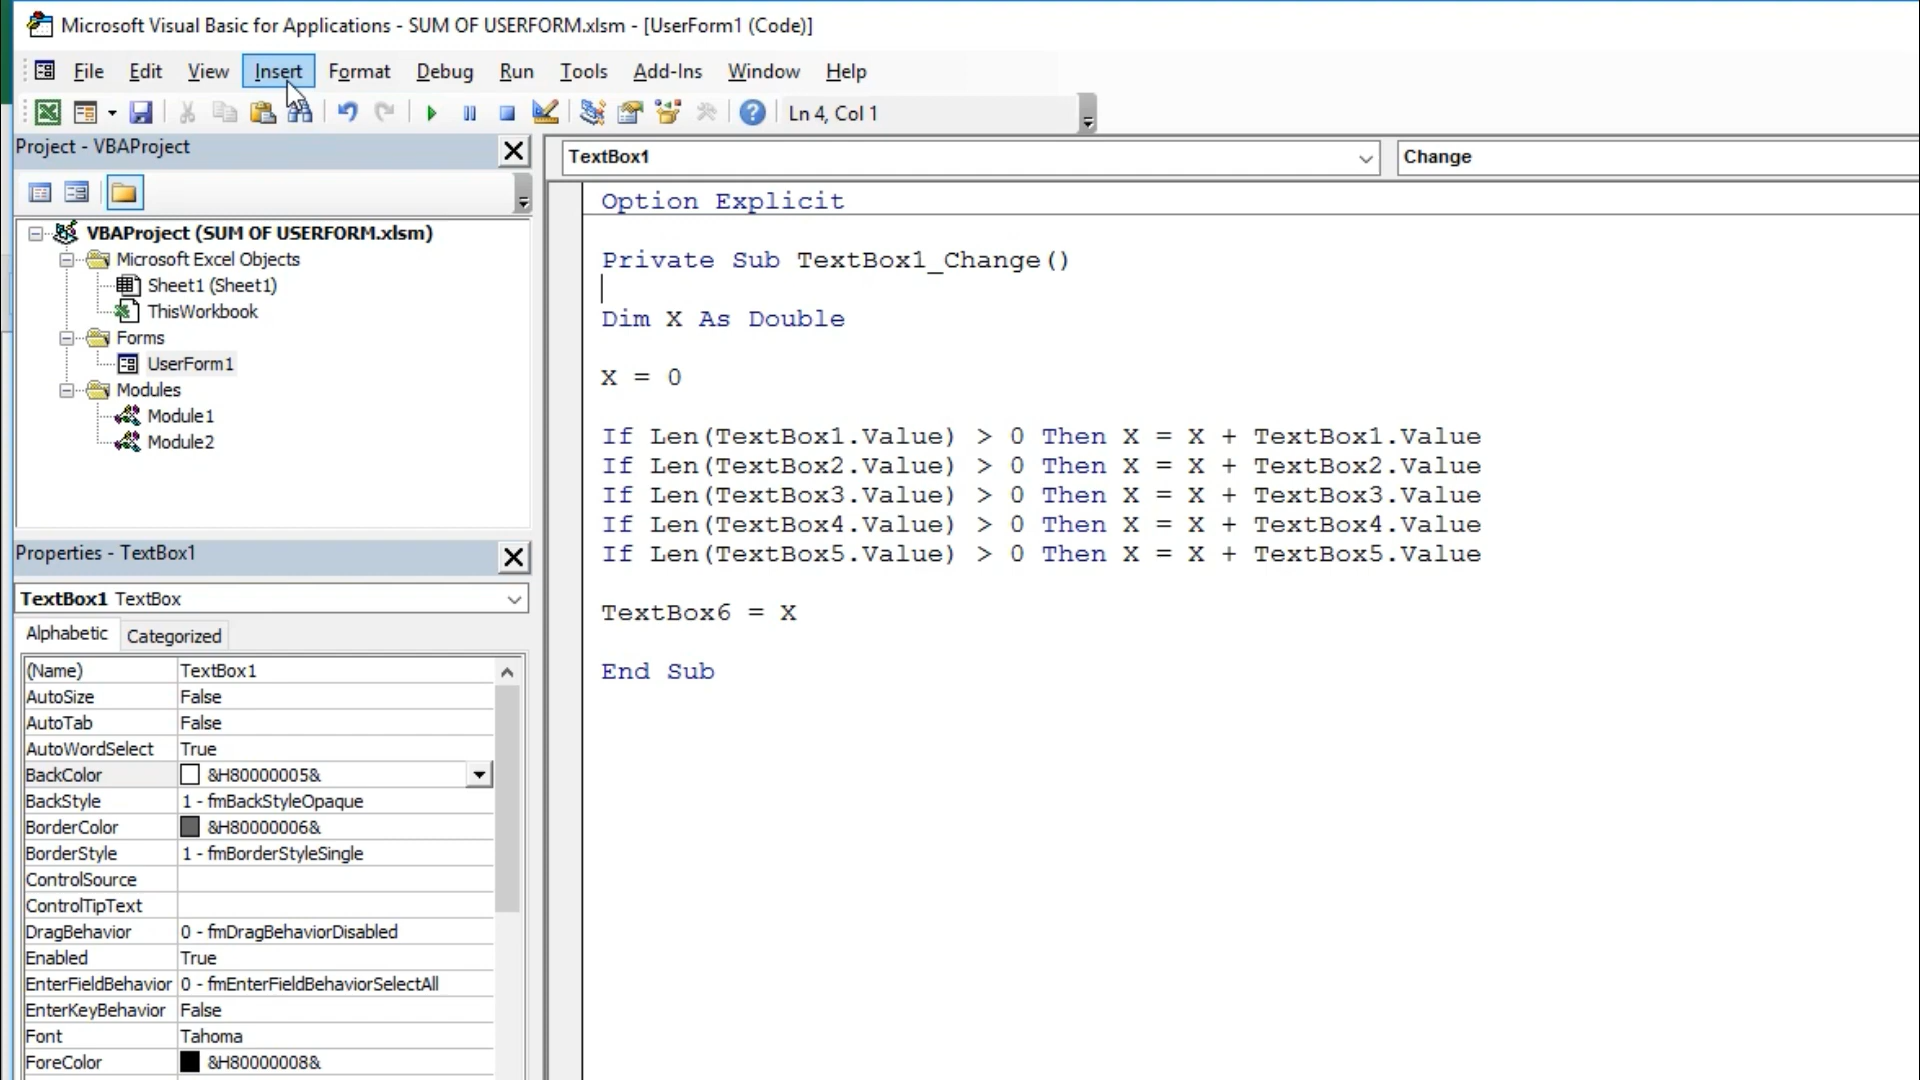 Microsoft Visual Basic for Applications - SUM OF USERFORM.xlsm - [UserForm1 (Code)]
File Edit View Insert Format Debug Run Tools Add-Ins Window Help
Ln 4, Col 1
Project - VBAProject
VBAProject (SUM OF USERFORM.xlsm)
Microsoft Excel Objects
Sheet1 (Sheet1)
ThisWorkbook
Forms
UserForm1
Modules
Module1
Module2
Properties - TextBox1
TextBox1 TextBox
Alphabetic Categorized
(Name) TextBox1
AutoSize False
AutoTab False
AutoWordSelect True
BackColor &H80000005&
BackStyle 1 - fmBackStyleOpaque
BorderColor &H80000006&
BorderStyle 1 - fmBorderStyleSingle
ControlSource
ControlTipText
DragBehavior 0 - fmDragBehaviorDisabled
Enabled True
EnterFieldBehavior 0 - fmEnterFieldBehaviorSelectAll
EnterKeyBehavior False
Font Tahoma
ForeColor &H80000008&
TextBox1 Change
Option Explicit
Private Sub TextBox1_Change()
Dim X As Double
X = 0
If Len(TextBox1.Value) > 0 Then X = X + TextBox1.Value
If Len(TextBox2.Value) > 0 Then X = X + TextBox2.Value
If Len(TextBox3.Value) > 0 Then X = X + TextBox3.Value
If Len(TextBox4.Value) > 0 Then X = X + TextBox4.Value
If Len(TextBox5.Value) > 0 Then X = X + TextBox5.Value
TextBox6 = X
End Sub